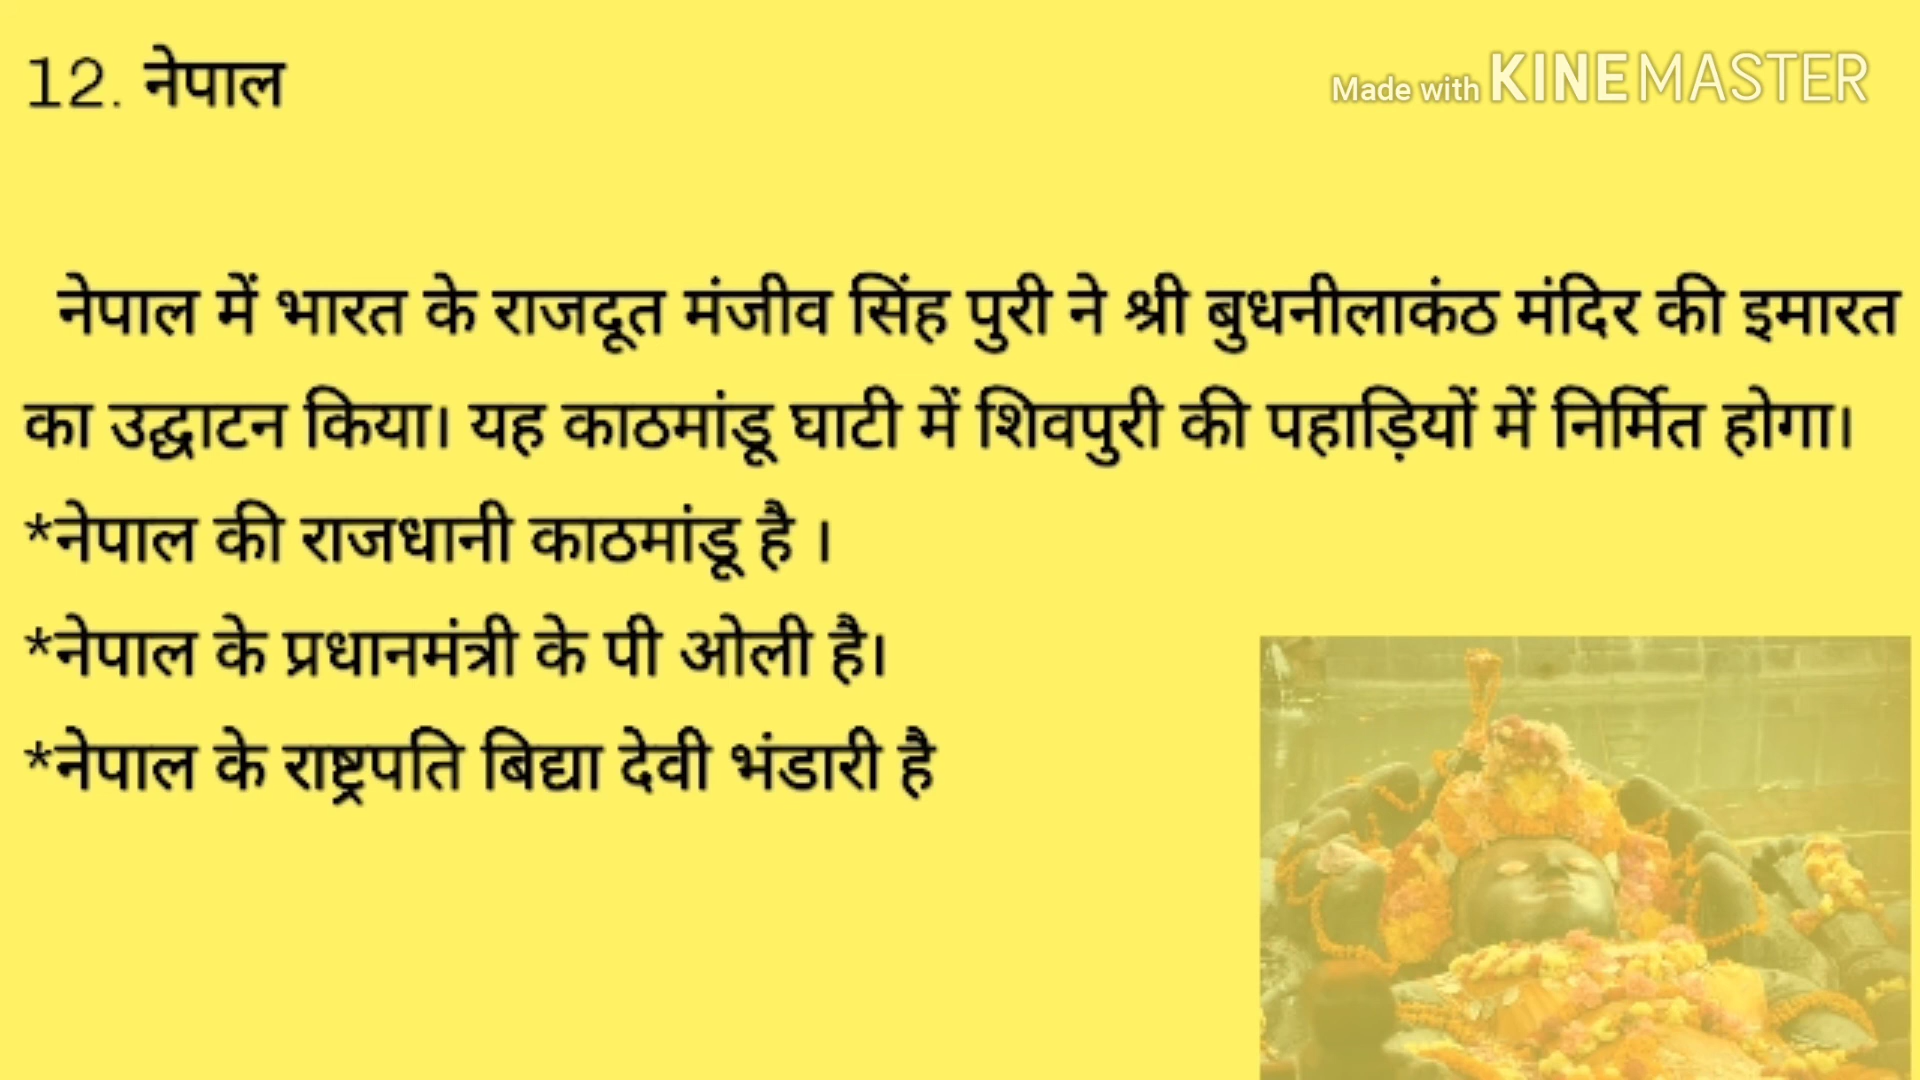 12. नेपाल
Made with KINEMASTER
नेपाल में भारत के राजदूत मंजीव सिंह पुरी ने श्री बुधनीलाकंठ मंदिर की इमारत
का उद्घाटन किया। यह काठमांडू घाटी में शिवपुरी की पहाड़ियों में निर्मित होगा।
*नेपाल की राजधानी काठमांडू है ।
*नेपाल के प्रधानमंत्री के पी ओली है।
*नेपाल के राष्ट्रपति बिद्या देवी भंडारी है